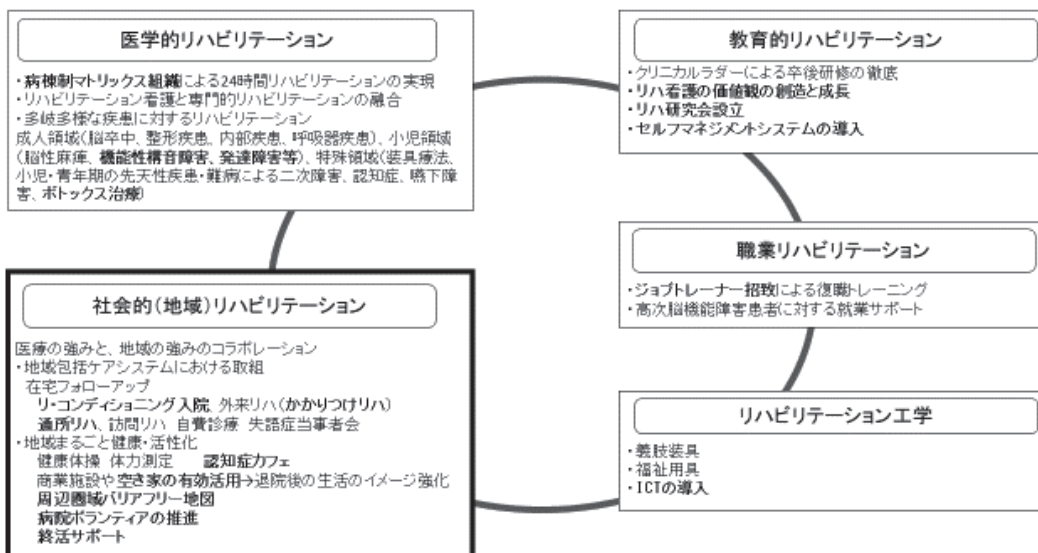 医学的リハビリテーション
・病棟制マトリックス組織による24時間リハビリテーションの実現
・リハビリテーション看護と専門的リハビリテーションの融合
・多岐多様な疾患に対するリハビリテーション
成人領域(脳卒中、整形疾患、内部疾患、呼吸器疾患)、小児領域
(脳性麻痺、機能性構音障害、発達障害等)、特殊領域(装具療法、
小児・青年期の先天性疾患・難病による二次障害、認知症、嚥下障
害、ボトックス治療)
教育的リハビリテーション
・クリニカルラダーによる卒後研修の徹底
・リハ看護の価値観の創造と成長
・リハ研究会設立
・セルフマネジメントシステムの導入
職業リハビリテーション
・ジョブトレーナー招致による復職トレーニング
・高次脳機能障害患者に対する就業サポート
社会的(地域)リハビリテーション
医療の強みと、地域の強みのコラボレーション
・地域包括ケアシステムにおける取組
在宅フォローアップ
リ・コンディショニング入院、外来リハ(かかりつけリハ)
通所リハ、訪問リハ 自費診療 失語症当事者会
・地域まるごと健康・活性化
健康体操 体力測定 認知症カフェ
商業施設や空き家の有効活用→退院後の生活のイメージ強化
周辺圏域バリアフリー地図
病院ボランティアの推進
終活サポート
リハビリテーション工学
・義肢装具
・福祉用具
・ICTの導入